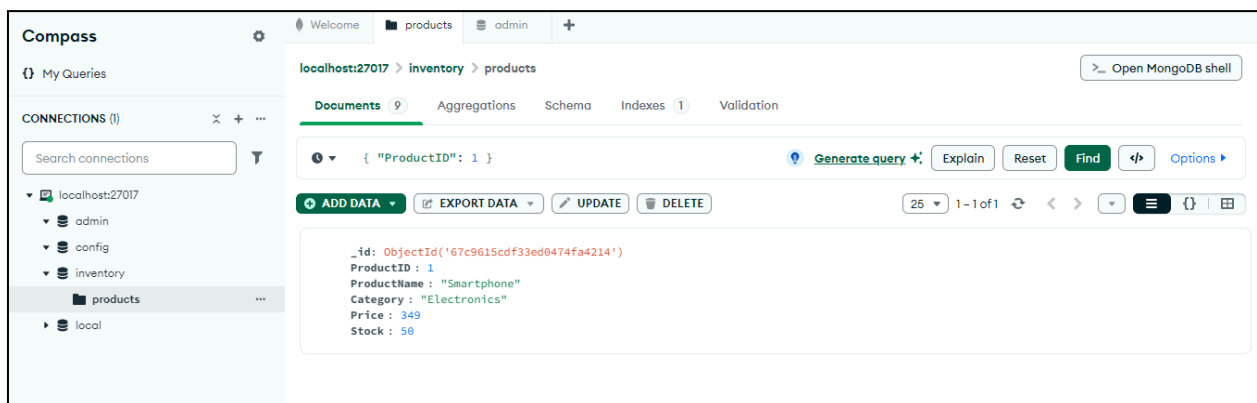 Compass
{} My Queries
CONNECTIONS (1)
Search connections
localhost:27017
admin
config
inventory
products
local
Welcome
products
admin
localhost:27017 > inventory > products
>_ Open MongoDB shell
Documents 9 Aggregations Schema Indexes 1 Validation
{ "ProductID": 1 }
Generate query Explain Reset Find </> Options
ADD DATA EXPORT DATA UPDATE DELETE
25 1–1 of 1 {}
_id: ObjectId('67c9615cdf33ed0474fa4214')
ProductID : 1
ProductName : "Smartphone"
Category : "Electronics"
Price : 349
Stock : 50